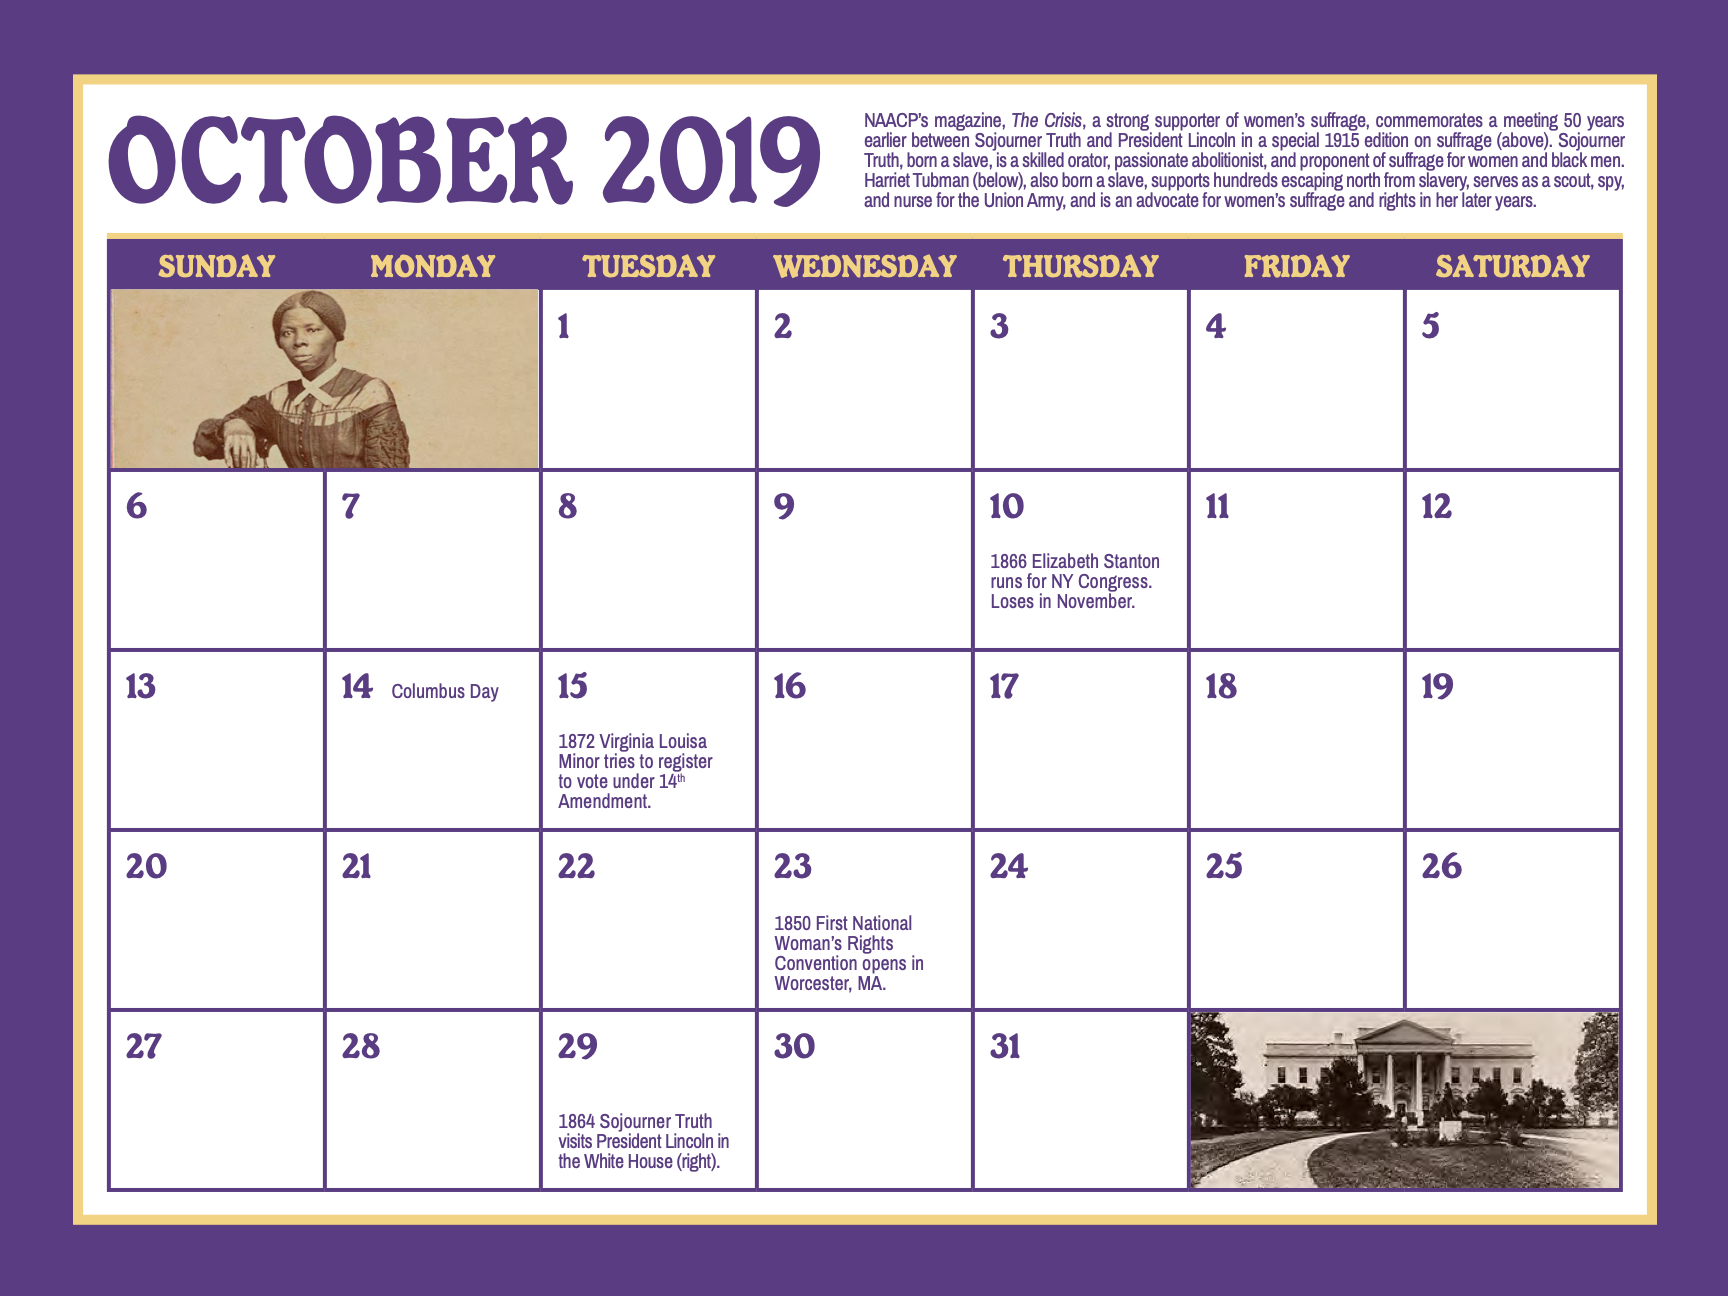 OCTOBER 2019
NAACP's magazine, The Crisis, a strong supporter of women's suffrage, commemorates a meeting 50 years
earlier between Sojourner Truth and President Lincoln in a special 1915 edition on suffrage (above). Sojourner
Truth, born a slave, is a skilled orator, passionate abolitionist, and proponent of suffrage for women and black men.
Harriet Tubman (below), also born a slave, supports hundreds escaping north from slavery, serves as a scout, spy,
and nurse for the Union Army, and is an advocate for women's suffrage and rights in her later years.
SUNDAY MONDAY TUESDAY WEDNESDAY THURSDAY FRIDAY SATURDAY
1 2 3 4 5
6 7 8 9 10 11 12
1866 Elizabeth Stanton
runs for NY Congress.
Loses in November.
13 14 Columbus Day 15 16 17 18 19
1872 Virginia Louisa
Minor tries to register
to vote under 14th
Amendment.
20 21 22 23 24 25 26
1850 First National
Woman's Rights
Convention opens in
Worcester, MA.
27 28 29 30 31
1864 Sojourner Truth
visits President Lincoln in
the White House (right).